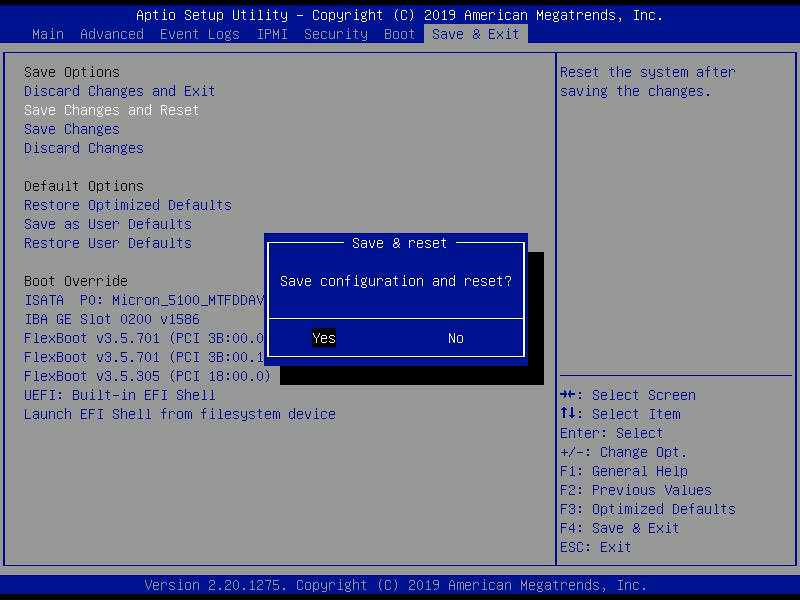 Aptio Setup Utility – Copyright (C) 2019 American Megatrends, Inc.
Main Advanced Event Logs IPMI Security Boot Save & Exit
Save Options
Discard Changes and Exit
Save Changes and Reset
Save Changes
Discard Changes
Default Options
Restore Optimized Defaults
Save as User Defaults
Restore User Defaults
Boot Override
ISATA P0: Micron_5100_MTFDDAV
IBA GE Slot 0200 v1586
FlexBoot v3.5.701 (PCI 3B:00.0
FlexBoot v3.5.701 (PCI 3B:00.1
FlexBoot v3.5.305 (PCI 18:00.0)
UEFI: Built-in EFI Shell
Launch EFI Shell from filesystem device
Save & reset
Save configuration and reset?
Yes No
Reset the system after
saving the changes.
→←: Select Screen
↑↓: Select Item
Enter: Select
+/-: Change Opt.
F1: General Help
F2: Previous Values
F3: Optimized Defaults
F4: Save & Exit
ESC: Exit
Version 2.20.1275. Copyright (C) 2019 American Megatrends, Inc.